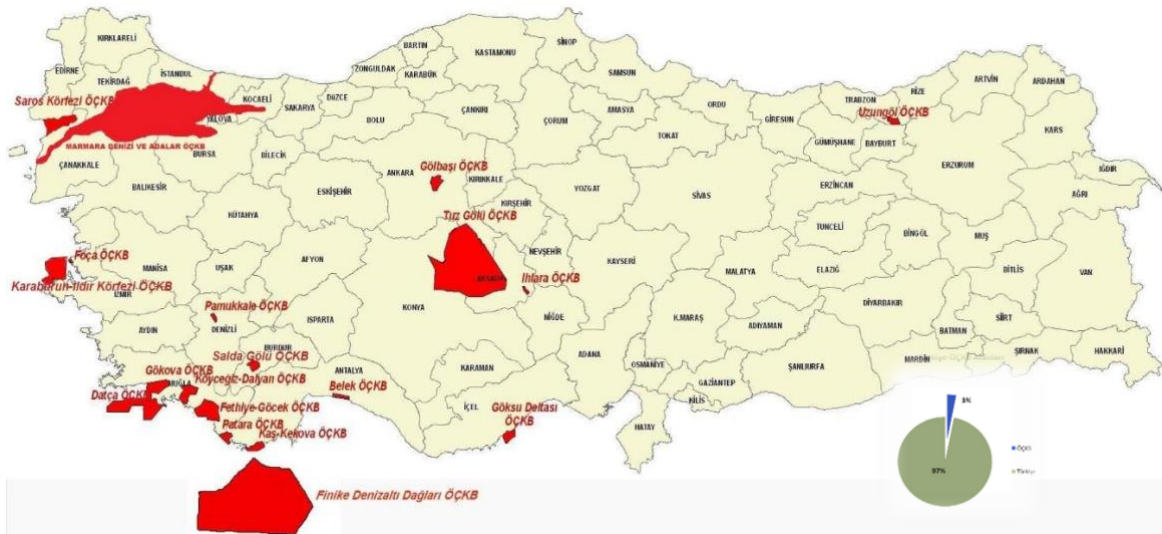 KIRKLARELİ
EDİRNE
TEKİRDAĞ
İSTANBUL
KOCAELİ
YALOVA
SAKARYA
DÜZCE
ZONGULDAK
BARTIN
KARABÜK
KASTAMONU
SİNOP
SAMSUN
ORDU
GİRESUN
TRABZON
RİZE
ARTVİN
ARDAHAN
Saros Körfezi ÖÇKB
MARMARA DENİZİ VE ADALAR ÖÇKB
Uzungöl ÖÇKB
ÇANAKKALE
BURSA
BİLECİK
BOLU
ÇANKIRI
ÇORUM
AMASYA
TOKAT
GÜMÜŞHANE
BAYBURT
ERZURUM
KARS
IĞDIR
AĞRI
BALIKESİR
KÜTAHYA
ESKİŞEHİR
ANKARA
Gölbaşı ÖÇKB
KIRIKKALE
KIRŞEHİR
YOZGAT
SİVAS
ERZİNCAN
TUNCELİ
BİNGÖL
MUŞ
BİTLİS
VAN
Tuz Gölü ÖÇKB
AKSARAY
NEVŞEHİR
Ihlara ÖÇKB
KAYSERİ
MALATYA
ELAZIĞ
DİYARBAKIR
BATMAN
SİİRT
ŞIRNAK
HAKKARİ
Foça ÖÇKB
Karaburun-Ildır Körfezi ÖÇKB
İZMİR
MANİSA
UŞAK
AFYON
KONYA
NİĞDE
K.MARAŞ
ADIYAMAN
MARDİN
Pamukkale ÖÇKB
AYDIN
DENİZLİ
ISPARTA
BURDUR
Salda Gölü ÖÇKB
ANTALYA
KARAMAN
ADANA
OSMANİYE
GAZİANTEP
KİLİS
ŞANLIURFA
HATAY
Gökova ÖÇKB
MUĞLA
Köyceğiz-Dalyan ÖÇKB
Datça ÖÇKB
Belek ÖÇKB
İÇEL
Göksu Deltası
ÖÇKB
Fethiye-Göcek ÖÇKB
Patara ÖÇKB
Kaş-Kekova ÖÇKB
Finike Denizaltı Dağları ÖÇKB
3%
97%
ÖÇKB
Türkiye